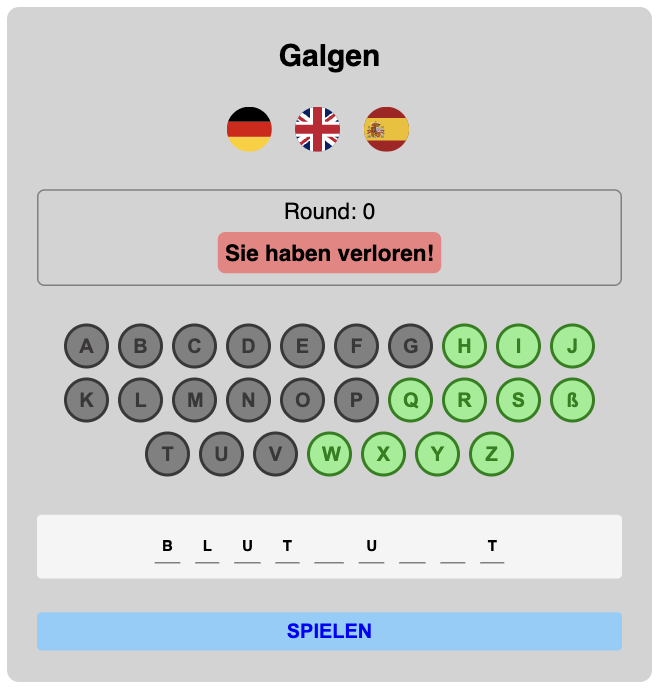 Galgen
Round: 0
Sie haben verloren!
A B C D E F G H I J
K L M N O P Q R S ß
T U V W X Y Z
B L U T _ U _ _ T
SPIELEN